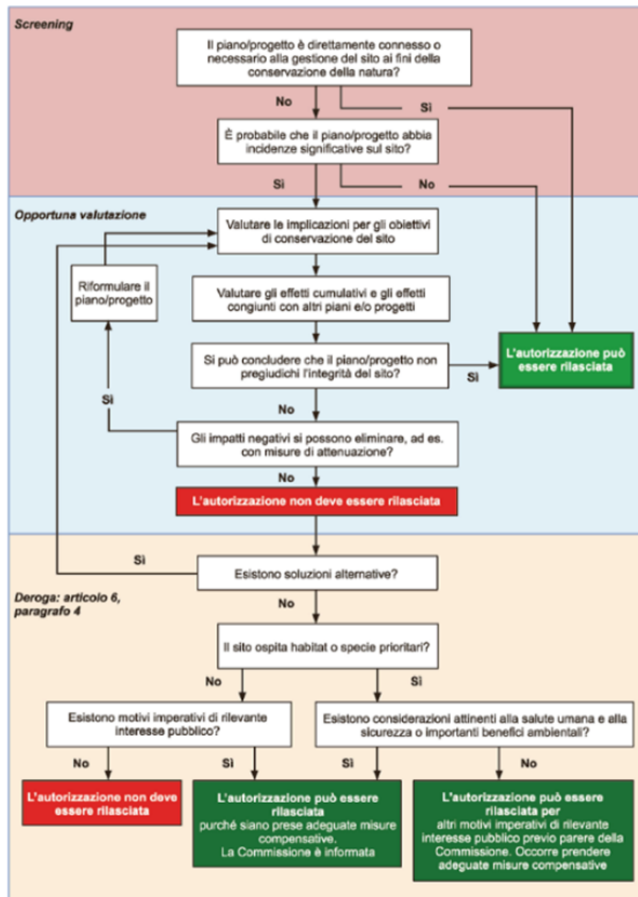 Screening
Il piano/progetto è direttamente connesso o
necessario alla gestione del sito ai fini della
conservazione della natura?
No
Sì
È probabile che il piano/progetto abbia
incidenze significative sul sito?
Sì
No
Opportuna valutazione
Valutare le implicazioni per gli obiettivi
di conservazione del sito
Riformulare il
piano/progetto
Valutare gli effetti cumulativi e gli effetti
congiunti con altri piani e/o progetti
L'autorizzazione può
essere rilasciata
Si può concludere che il piano/progetto non
pregiudichi l'integrità del sito?
Sì
Sì
No
Gli impatti negativi si possono eliminare, ad es.
con misure di attenuazione?
No
L'autorizzazione non deve essere rilasciata
Sì
Esistono soluzioni alternative?
Deroga: articolo 6,
paragrafo 4
No
Il sito ospita habitat o specie prioritari?
No
Sì
Esistono motivi imperativi di rilevante
interesse pubblico?
Esistono considerazioni attinenti alla salute umana e alla
sicurezza o importanti benefici ambientali?
No
Sì
Sì
No
L'autorizzazione non deve
essere rilasciata
L'autorizzazione può essere
rilasciata
purché siano prese adeguate misure
compensative.
La Commissione è informata
L'autorizzazione può essere
rilasciata per
altri motivi imperativi di rilevante
interesse pubblico previo parere della
Commissione. Occorre prendere
adeguate misure compensative